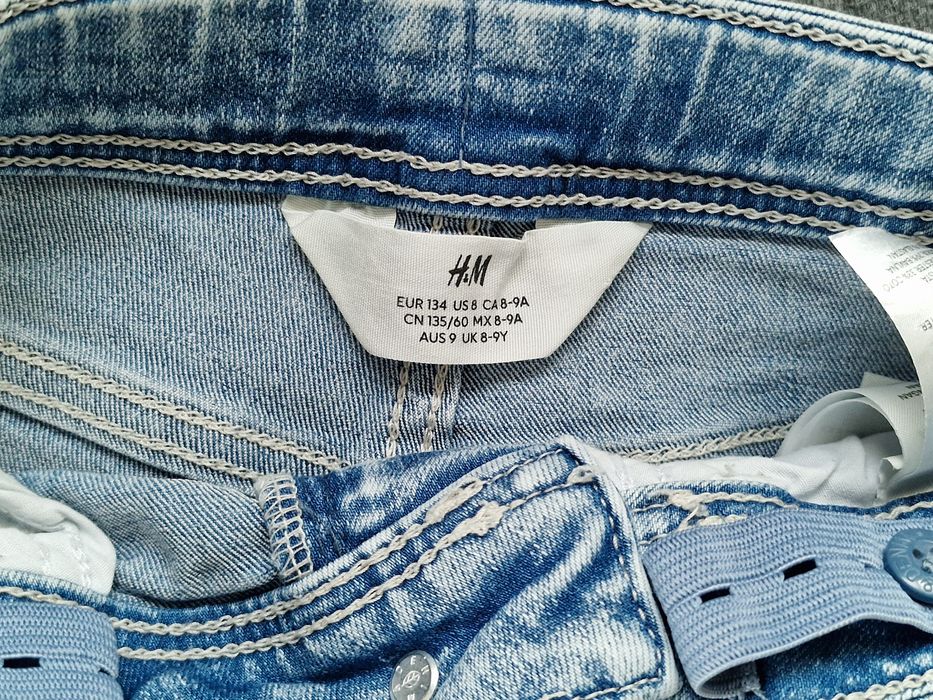 H&M
EUR 134 US 8 CA 8-9A
CN 135/60 MX 8-9A
AUS 9 UK 8-9Y